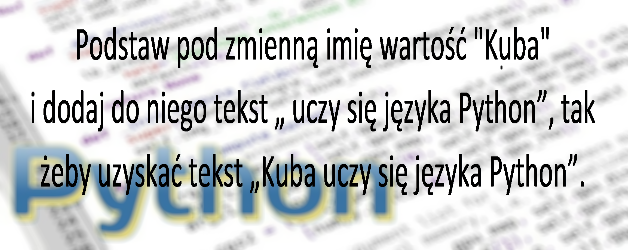 Podstaw pod zmienną imię wartość "Kuba"
i dodaj do niego tekst „ uczy się języka Python”, tak
żeby uzyskać tekst „Kuba uczy się języka Python”.
Python